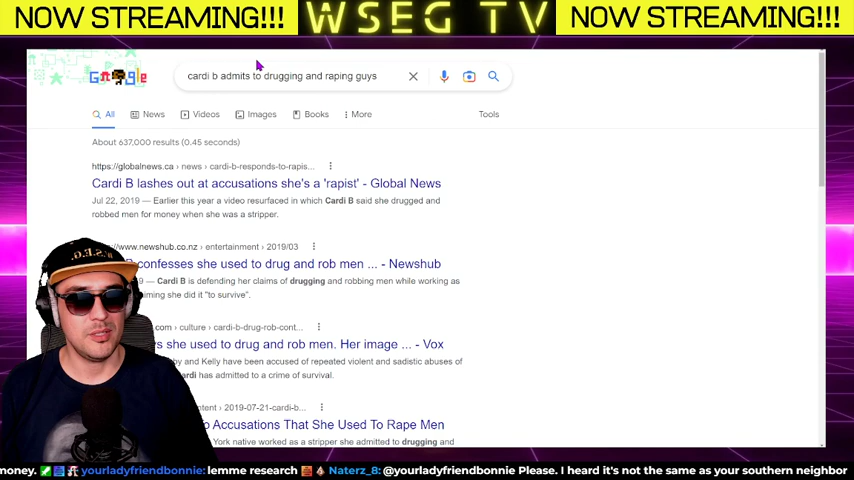 NOW STREAMING!!! WSEG TV NOW STREAMING!!!
Google
cardi b admits to drugging and raping guys
All News Videos Images Books More Tools
About 637,000 results (0.45 seconds)
https://globalnews.ca › news › cardi-b-responds-to-rapis...
Cardi B lashes out at accusations she's a 'rapist' - Global News
Jul 22, 2019 — Earlier this year a video resurfaced in which Cardi B said she drugged and
robbed men for money when she was a stripper.
www.newshub.co.nz › entertainment › 2019/03
B confesses she used to drug and rob men ... - Newshub
— Cardi B is defending her claims of drugging and robbing men while working as
she did it "to survive".
com › culture › cardi-b-drug-rob-cont...
she used to drug and rob men. Her image ... - Vox
and Kelly have been accused of repeated violent and sadistic abuses of
has admitted to a crime of survival.
› 2019-07-21-cardi-b...
Accusations That She Used To Rape Men
York native worked as a stripper she admitted to drugging and
W.S.E.G.
money. yourladyfriendbonnie: lemme research Naterz_8: @yourladyfriendbonnie Please. I heard it's not the same as your southern neighbor